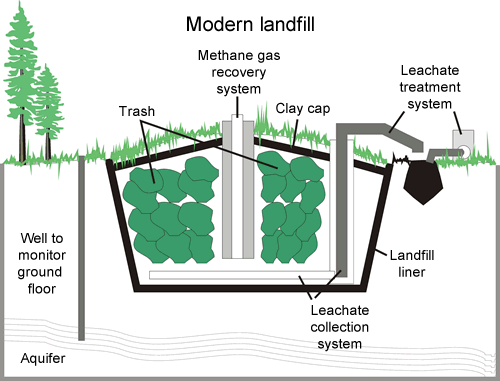 Modern landfill
Methane gas
recovery
system
Leachate
treatment
system
Trash
Clay cap
Well to
monitor
ground
floor
Landfill
liner
Leachate
collection
system
Aquifer